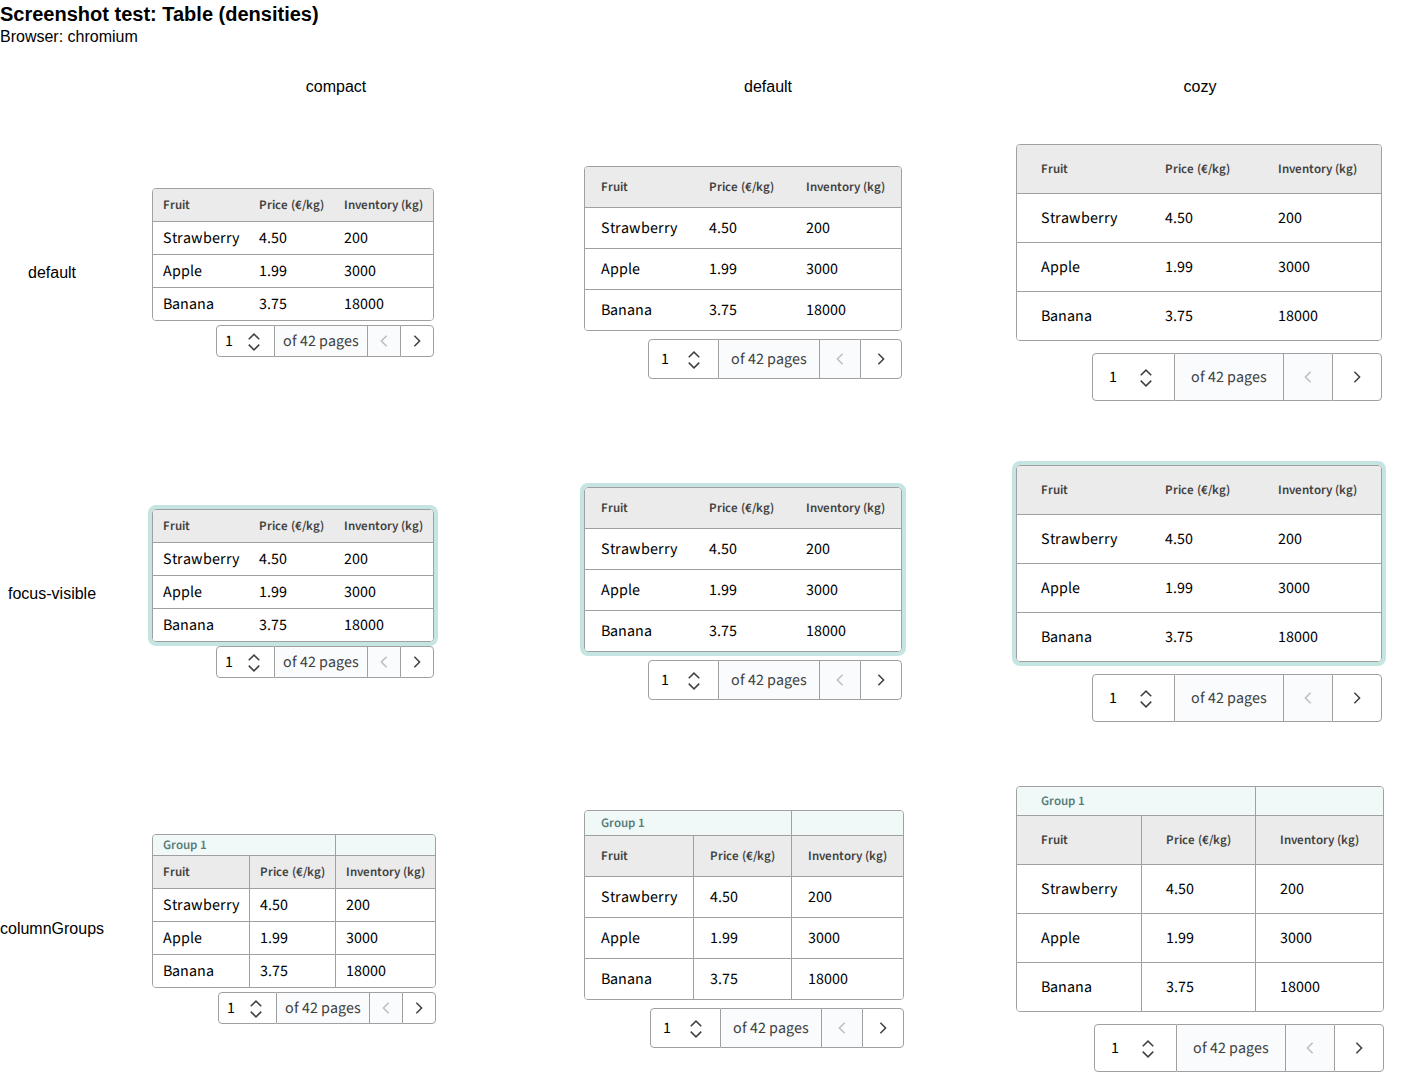 Screenshot test: Table (densities)
Browser: chromium
compact default cozy
default
Fruit Price (€/kg) Inventory (kg)
Strawberry 4.50 200
Apple 1.99 3000
Banana 3.75 18000
1 of 42 pages
Fruit Price (€/kg) Inventory (kg)
Strawberry 4.50 200
Apple 1.99 3000
Banana 3.75 18000
1 of 42 pages
Fruit Price (€/kg) Inventory (kg)
Strawberry 4.50 200
Apple 1.99 3000
Banana 3.75 18000
1 of 42 pages
focus-visible
Fruit Price (€/kg) Inventory (kg)
Strawberry 4.50 200
Apple 1.99 3000
Banana 3.75 18000
1 of 42 pages
Fruit Price (€/kg) Inventory (kg)
Strawberry 4.50 200
Apple 1.99 3000
Banana 3.75 18000
1 of 42 pages
Fruit Price (€/kg) Inventory (kg)
Strawberry 4.50 200
Apple 1.99 3000
Banana 3.75 18000
1 of 42 pages
columnGroups
Group 1
Fruit Price (€/kg) Inventory (kg)
Strawberry 4.50 200
Apple 1.99 3000
Banana 3.75 18000
1 of 42 pages
Group 1
Fruit Price (€/kg) Inventory (kg)
Strawberry 4.50 200
Apple 1.99 3000
Banana 3.75 18000
1 of 42 pages
Group 1
Fruit Price (€/kg) Inventory (kg)
Strawberry 4.50 200
Apple 1.99 3000
Banana 3.75 18000
1 of 42 pages